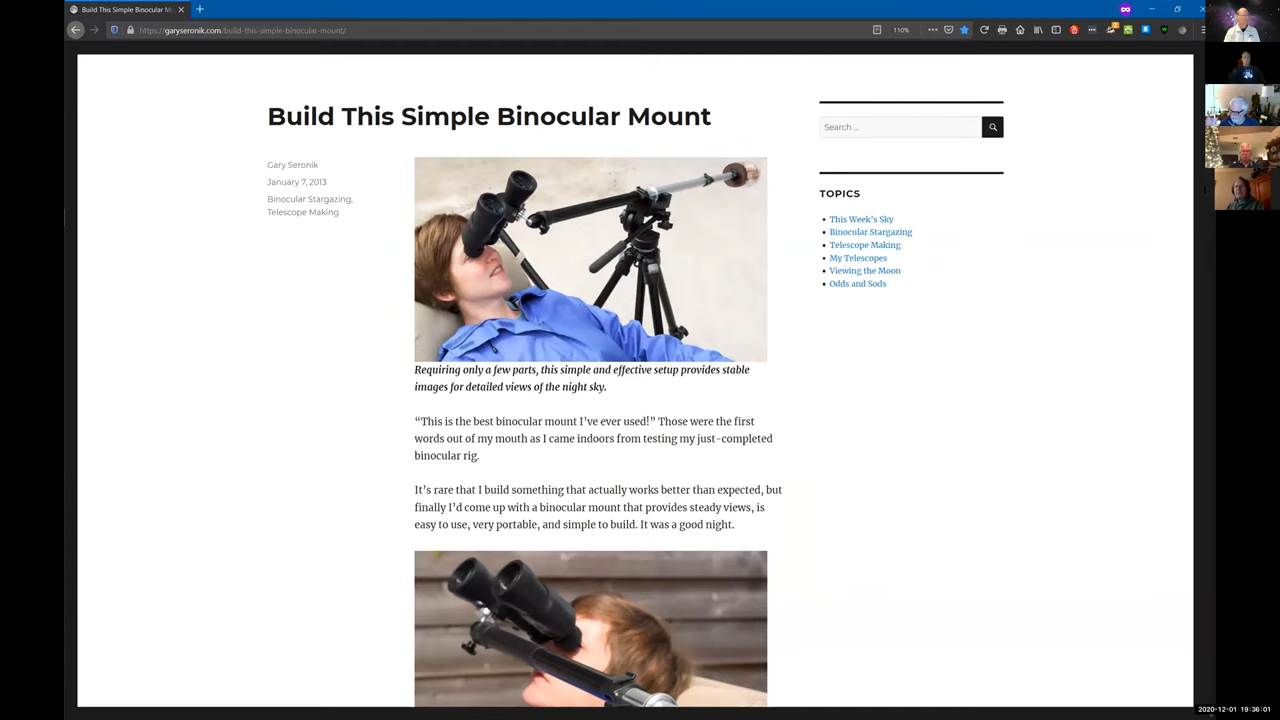 Build This Simple Binocular M
https://garyseronik.com/build-this-simple-binocular-mount/
110%
Build This Simple Binocular Mount
Gary Seronik
January 7, 2013
Binocular Stargazing,
Telescope Making
Requiring only a few parts, this simple and effective setup provides stable
images for detailed views of the night sky.
“This is the best binocular mount I’ve ever used!” Those were the first
words out of my mouth as I came indoors from testing my just-completed
binocular rig.
It’s rare that I build something that actually works better than expected, but
finally I’d come up with a binocular mount that provides steady views, is
easy to use, very portable, and simple to build. It was a good night.
Search …
TOPICS
This Week’s Sky
Binocular Stargazing
Telescope Making
My Telescopes
Viewing the Moon
Odds and Sods
2020-12-01 19:36:01